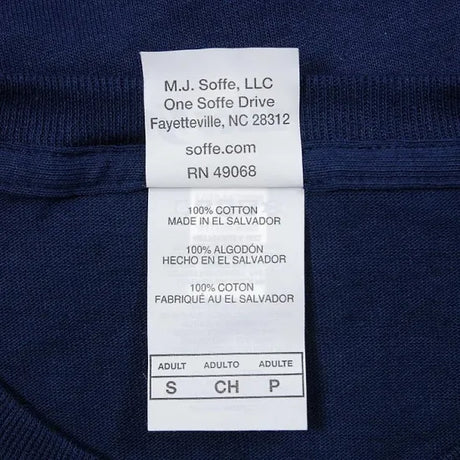 M.J. Soffe, LLC
One Soffe Drive
Fayetteville, NC 28312
soffe.com
RN 49068
100% COTTON
MADE IN EL SALVADOR
100% ALGODÓN
HECHO EN EL SALVADOR
100% COTON
FABRIQUÉ AU EL SALVADOR
ADULT ADULTO ADULTE
S CH P